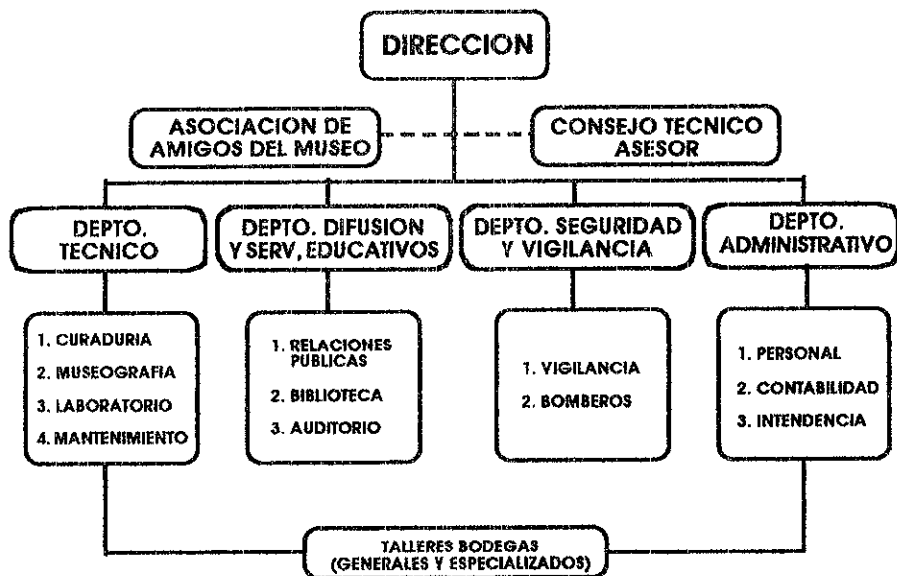 DIRECCION
ASOCIACION DE
AMIGOS DEL MUSEO
CONSEJO TECNICO
ASESOR
DEPTO.
TECNICO
DEPTO. DIFUSION
Y SERV, EDUCATIVOS
DEPTO. SEGURIDAD
Y VIGILANCIA
DEPTO.
ADMINISTRATIVO
1. CURADURIA
2. MUSEOGRAFIA
3. LABORATORIO
4. MANTENIMIENTO
1. RELACIONES
PUBLICAS
2. BIBLIOTECA
3. AUDITORIO
1. VIGILANCIA
2. BOMBEROS
1. PERSONAL
2. CONTABILIDAD
3. INTENDENCIA
TALLERES BODEGAS
(GENERALES Y ESPECIALIZADOS)